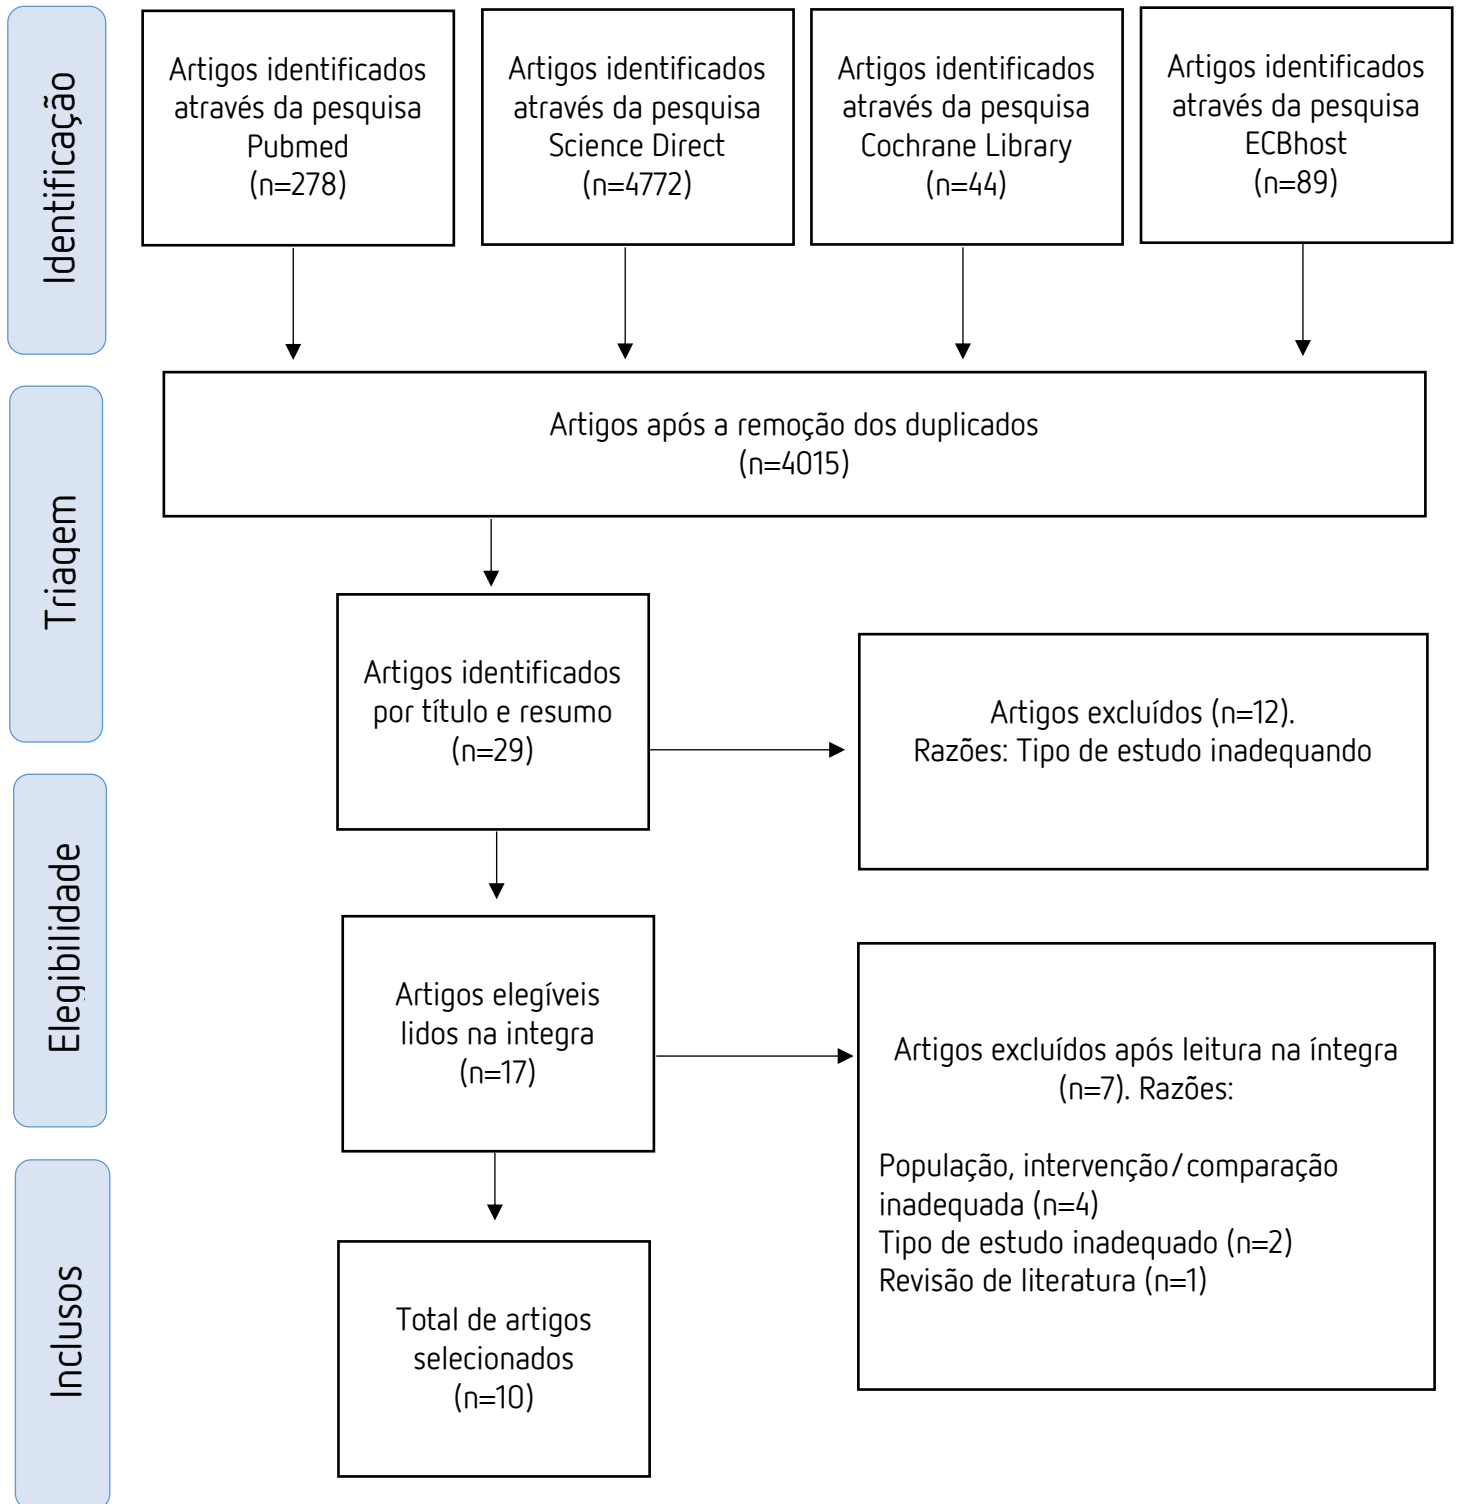 Identificação
Artigos identificados
através da pesquisa
Pubmed
(n=278)
Artigos identificados
através da pesquisa
Science Direct
(n=4772)
Artigos identificados
através da pesquisa
Cochrane Library
(n=44)
Artigos identificados
através da pesquisa
ECBhost
(n=89)
Triagem
Artigos após a remoção dos duplicados
(n=4015)
Artigos identificados
por título e resumo
(n=29)
Artigos excluídos (n=12).
Razões: Tipo de estudo inadequando
Elegibilidade
Artigos elegíveis
lidos na integra
(n=17)
Artigos excluídos após leitura na íntegra
(n=7). Razões:
População, intervenção/comparação
inadequada (n=4)
Tipo de estudo inadequado (n=2)
Revisão de literatura (n=1)
Inclusos
Total de artigos
selecionados
(n=10)